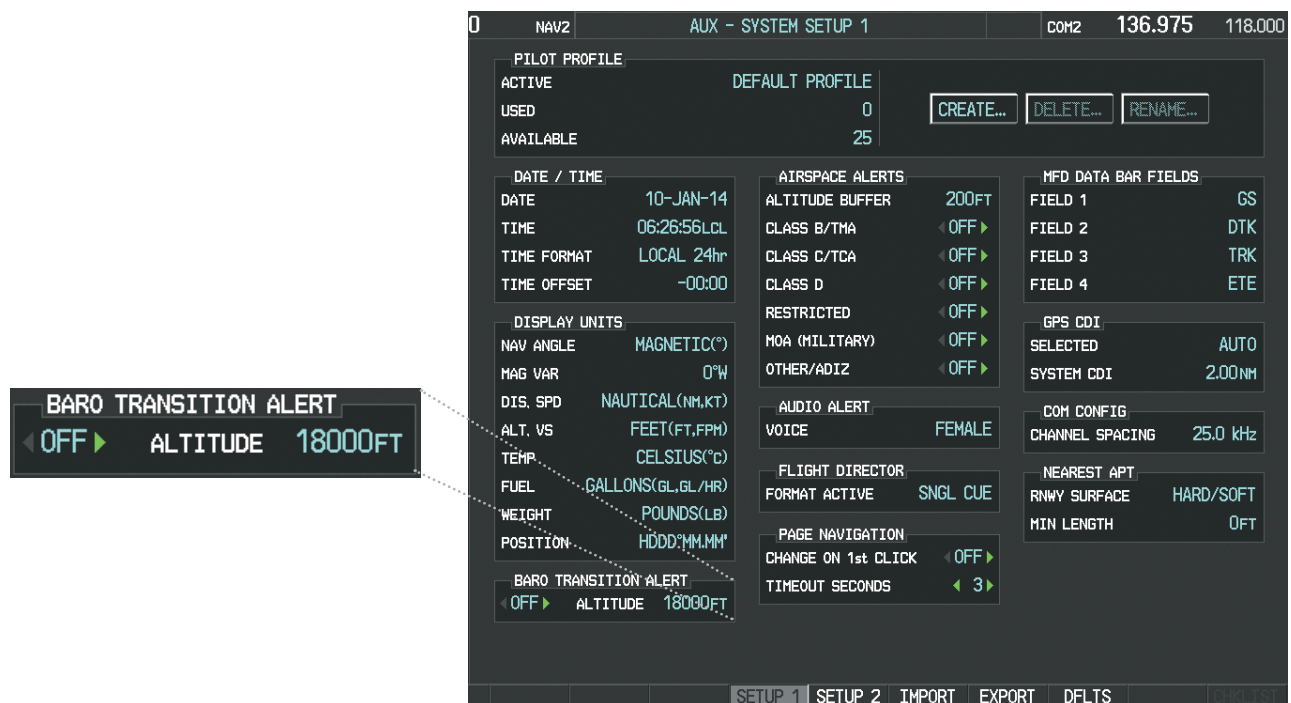 0 NAV2 AUX - SYSTEM SETUP 1 COM2 136.975 118.000
PILOT PROFILE
ACTIVE DEFAULT PROFILE
USED 0
AVAILABLE 25
CREATE... DELETE... RENAME...
DATE / TIME
DATE 10-JAN-14
TIME 06:26:56LCL
TIME FORMAT LOCAL 24hr
TIME OFFSET -00:00
DISPLAY UNITS
NAV ANGLE MAGNETIC(°)
MAG VAR 0°W
DIS, SPD NAUTICAL(NM,KT)
ALT, VS FEET(FT,FPM)
TEMP CELSIUS(°C)
FUEL GALLONS(GL,GL/HR)
WEIGHT POUNDS(LB)
POSITION HDDD°MM.MM'
BARO TRANSITION ALERT
OFF ALTITUDE 18000FT
AIRSPACE ALERTS
ALTITUDE BUFFER 200FT
CLASS B/TMA OFF
CLASS C/TCA OFF
CLASS D OFF
RESTRICTED OFF
MOA (MILITARY) OFF
OTHER/ADIZ OFF
AUDIO ALERT
VOICE FEMALE
FLIGHT DIRECTOR
FORMAT ACTIVE SNGL CUE
PAGE NAVIGATION
CHANGE ON 1st CLICK OFF
TIMEOUT SECONDS 3
MFD DATA BAR FIELDS
FIELD 1 GS
FIELD 2 DTK
FIELD 3 TRK
FIELD 4 ETE
GPS CDI
SELECTED AUTO
SYSTEM CDI 2.00NM
COM CONFIG
CHANNEL SPACING 25.0 kHz
NEAREST APT
RNWY SURFACE HARD/SOFT
MIN LENGTH 0FT
BARO TRANSITION ALERT
OFF ALTITUDE 18000FT
SETUP 1 SETUP 2 IMPORT EXPORT DFLTS CHKLIST